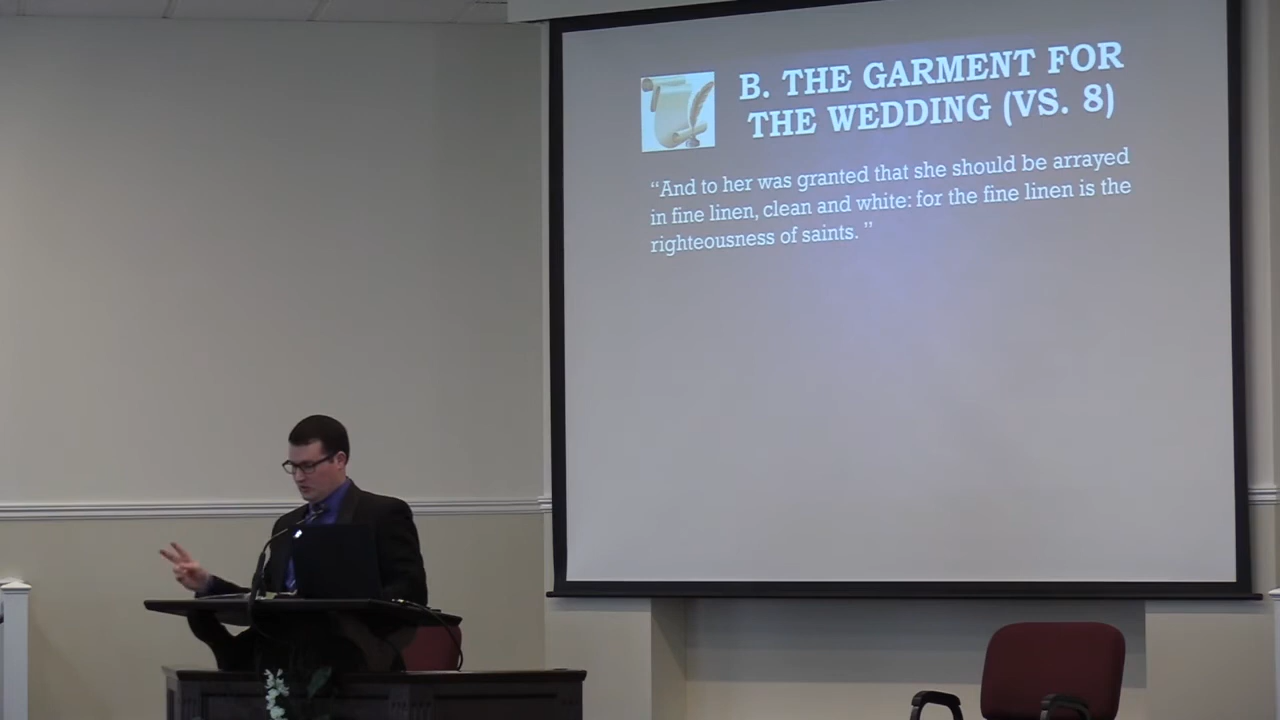 B. THE GARMENT FOR
THE WEDDING (VS. 8)
“And to her was granted that she should be arrayed
in fine linen, clean and white: for the fine linen is the
righteousness of saints. ”